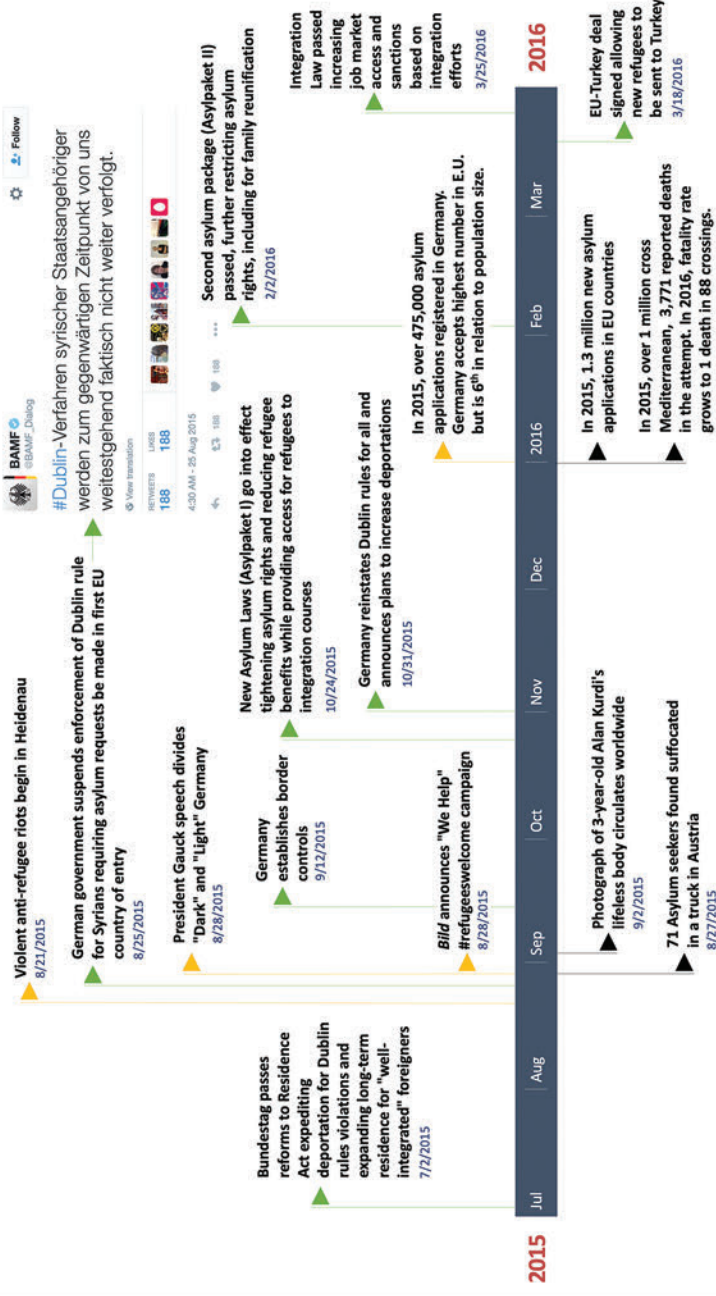 Violent anti-refugee riots begin in Heidenau
8/21/2015
German government suspends enforcement of Dublin rule
for Syrians requiring asylum requests be made in first EU
country of entry
8/25/2015
BAMF
@BAMF_Dialog
Follow
#Dublin-Verfahren syrischer Staatsangehöriger
werden zum gegenwärtigen Zeitpunkt von uns
weitestgehend faktisch nicht weiter verfolgt.
View translation
RETWEETS
188
LIKES
188
4:30 AM - 25 Aug 2015
188
188
President Gauck speech divides
"Dark" and "Light" Germany
8/28/2015
Bundestag passes
reforms to Residence
Act expediting
deportation for Dublin
rules violations and
expanding long-term
residence for "well-
integrated" foreigners
7/2/2015
Germany
establishes border
controls
9/12/2015
New Asylum Laws (Asylpaket I) go into effect
tightening asylum rights and reducing refugee
benefits while providing access for refugees to
integration courses
10/24/2015
Second asylum package (Asylpaket II)
passed, further restricting asylum
rights, including for family reunification
2/2/2016
Integration
Law passed
increasing
job market
access and
sanctions
based on
integration
efforts
3/25/2016
Germany reinstates Dublin rules for all and
announces plans to increase deportations
10/31/2015
Bild announces "We Help"
#refugeeswelcome campaign
8/28/2015
In 2015, over 475,000 asylum
applications registered in Germany.
Germany accepts highest number in E.U.
but is 6th in relation to population size.
2015
Jul
Aug
Sep
Oct
Nov
Dec
2016
Feb
Mar
2016
Photograph of 3-year-old Alan Kurdi's
lifeless body circulates worldwide
9/2/2015
71 Asylum seekers found suffocated
in a truck in Austria
8/27/2015
In 2015, 1.3 million new asylum
applications in EU countries
In 2015, over 1 million cross
Mediterranean, 3,771 reported deaths
in the attempt. In 2016, fatality rate
grows to 1 death in 88 crossings.
EU-Turkey deal
signed allowing
new refugees to
be sent to Turkey
3/18/2016